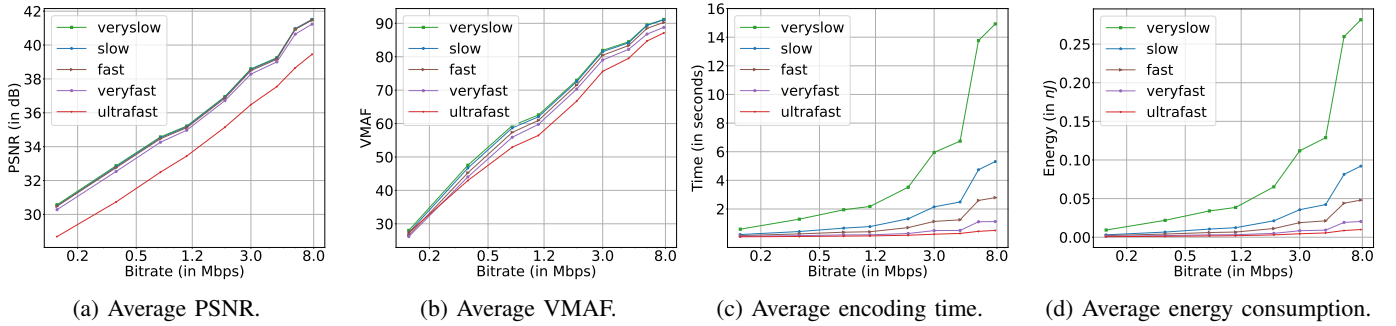 42
40
38
36
34
32
30
PSNR (in dB)
veryslow
slow
fast
veryfast
ultrafast
0.2
0.5
1.2
3.0
8.0
Bitrate (in Mbps)
(a) Average PSNR.
90
80
70
60
50
40
30
VMAF
veryslow
slow
fast
veryfast
ultrafast
0.2
0.5
1.2
3.0
8.0
Bitrate (in Mbps)
(b) Average VMAF.
16
14
12
10
8
6
4
2
Time (in seconds)
veryslow
slow
fast
veryfast
ultrafast
0.2
0.5
1.2
3.0
8.0
Bitrate (in Mbps)
(c) Average encoding time.
0.25
0.20
0.15
0.10
0.05
0.00
Energy (in nJ)
veryslow
slow
fast
veryfast
ultrafast
0.2
0.5
1.2
3.0
8.0
Bitrate (in Mbps)
(d) Average energy consumption.